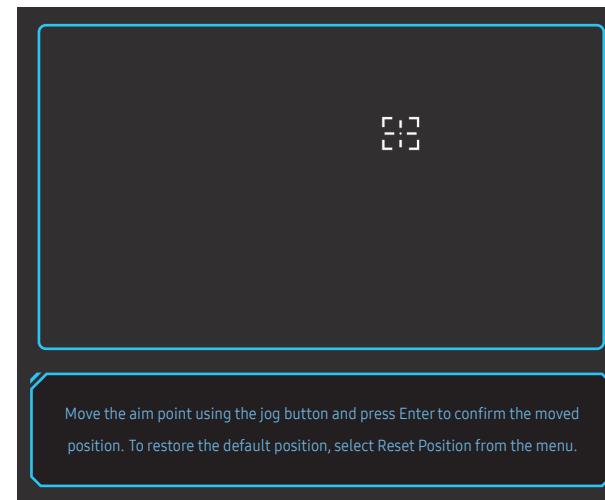 Move the aim point using the jog button and press Enter to confirm the moved
position. To restore the default position, select Reset Position from the menu.